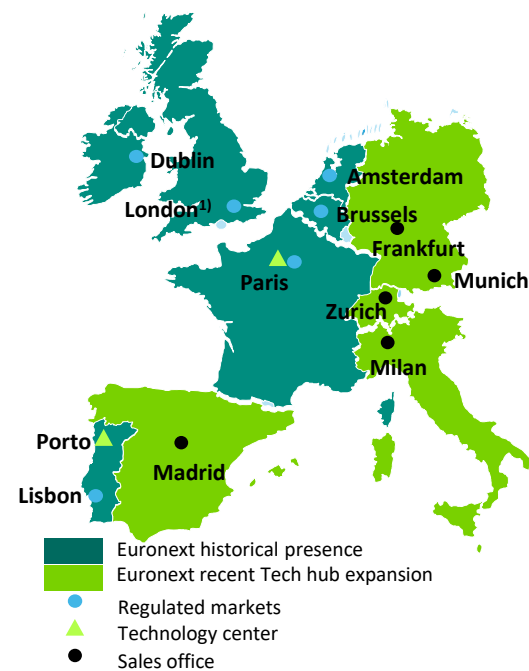 Dublin
London¹⁾
Amsterdam
Brussels
Frankfurt
Paris
Munich
Zurich
Milan
Porto
Madrid
Lisbon
Euronext historical presence
Euronext recent Tech hub expansion
Regulated markets
Technology center
Sales office